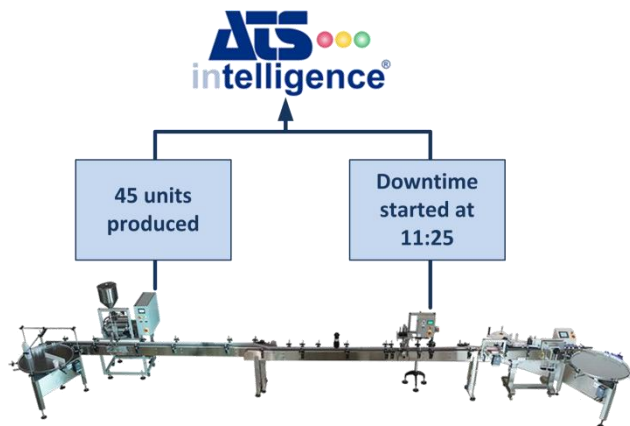 ATS
intelligence®
45 units
produced
Downtime
started at
11:25